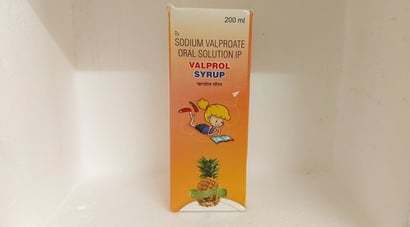 200 ml
SODIUM VALPROATE
ORAL SOLUTION IP
VALPROL
SYRUP